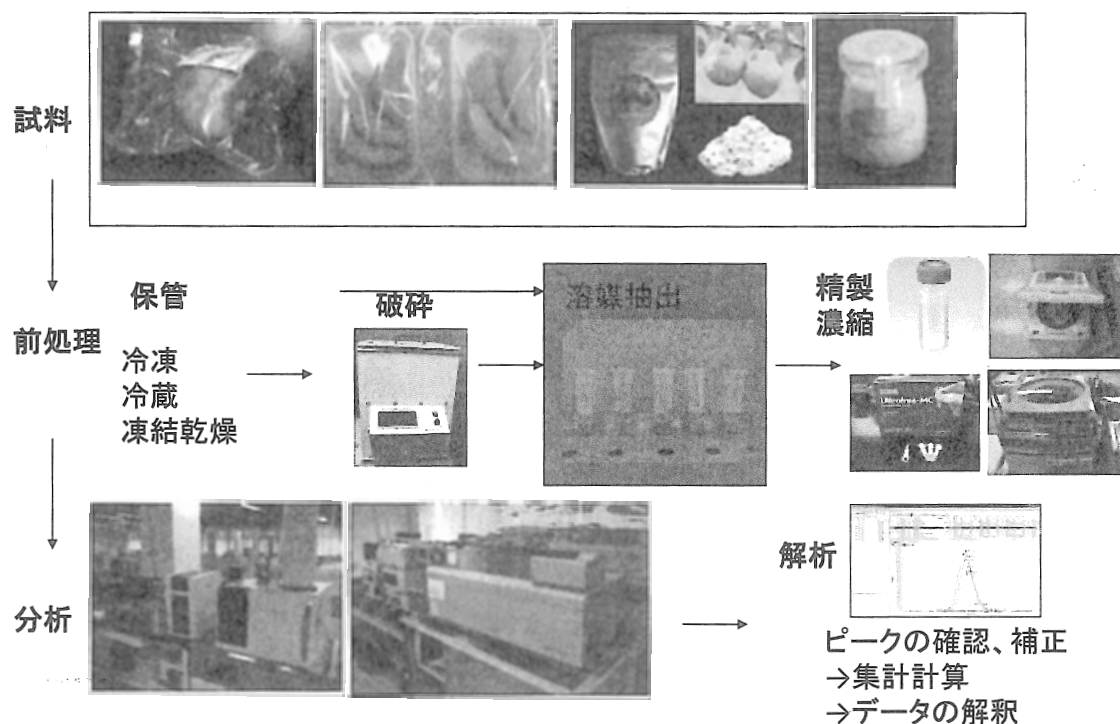 試料
前処理
保管
冷凍
冷蔵
凍結乾燥
破砕
溶媒抽出
精製
濃縮
分析
解析
ピークの確認、補正
→集計計算
→データの解釈